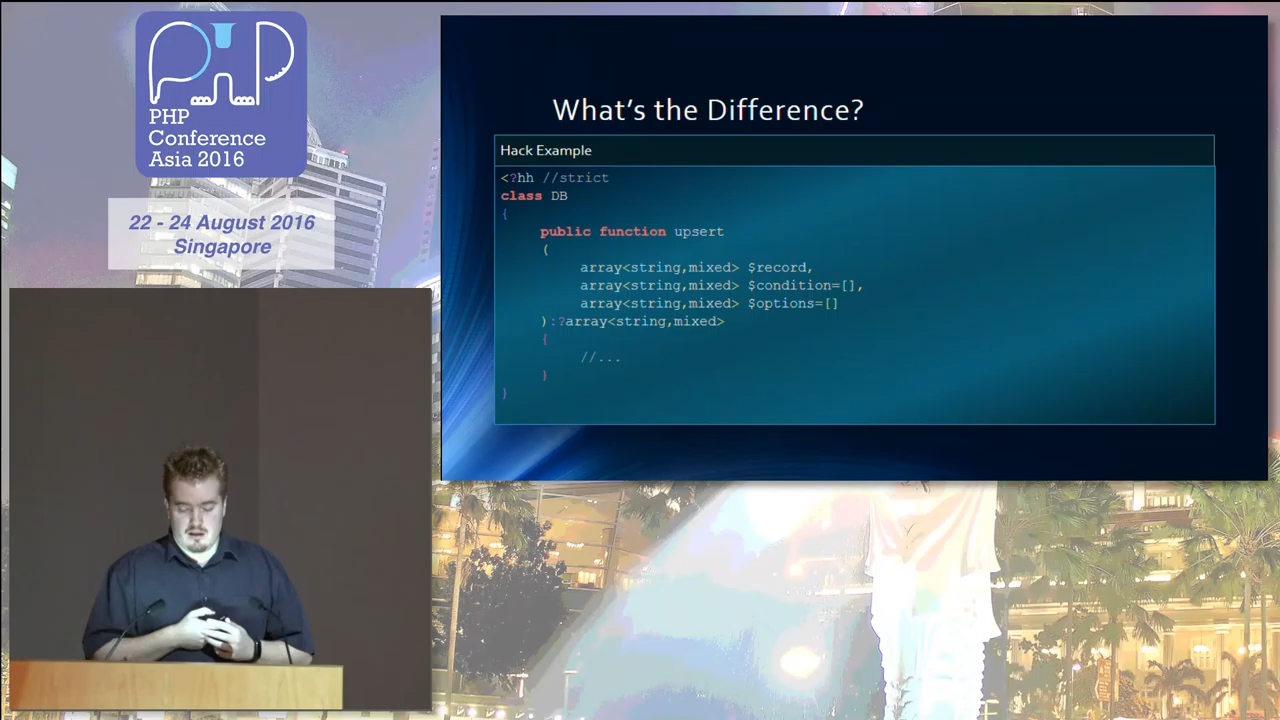 PHP
PHP
Conference
Asia 2016
22 - 24 August 2016
Singapore
What's the Difference?
Hack Example
<?hh //strict
class DB
{
    public function upsert
    (
        array<string,mixed> $record,
        array<string,mixed> $condition=[],
        array<string,mixed> $options=[]
    ):?array<string,mixed>
    {
        //...
    }
}